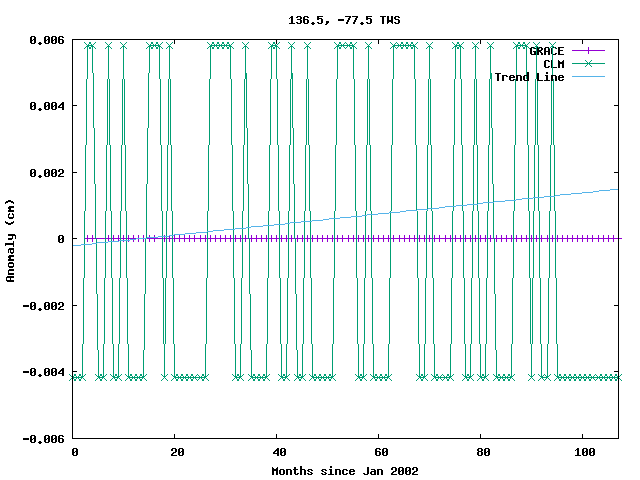 136.5, -77.5 TWS
0.006
0.004
0.002
0
-0.002
-0.004
-0.006
Anomaly (cm)
GRACE
CLM
Trend Line
0 20 40 60 80 100
Months since Jan 2002